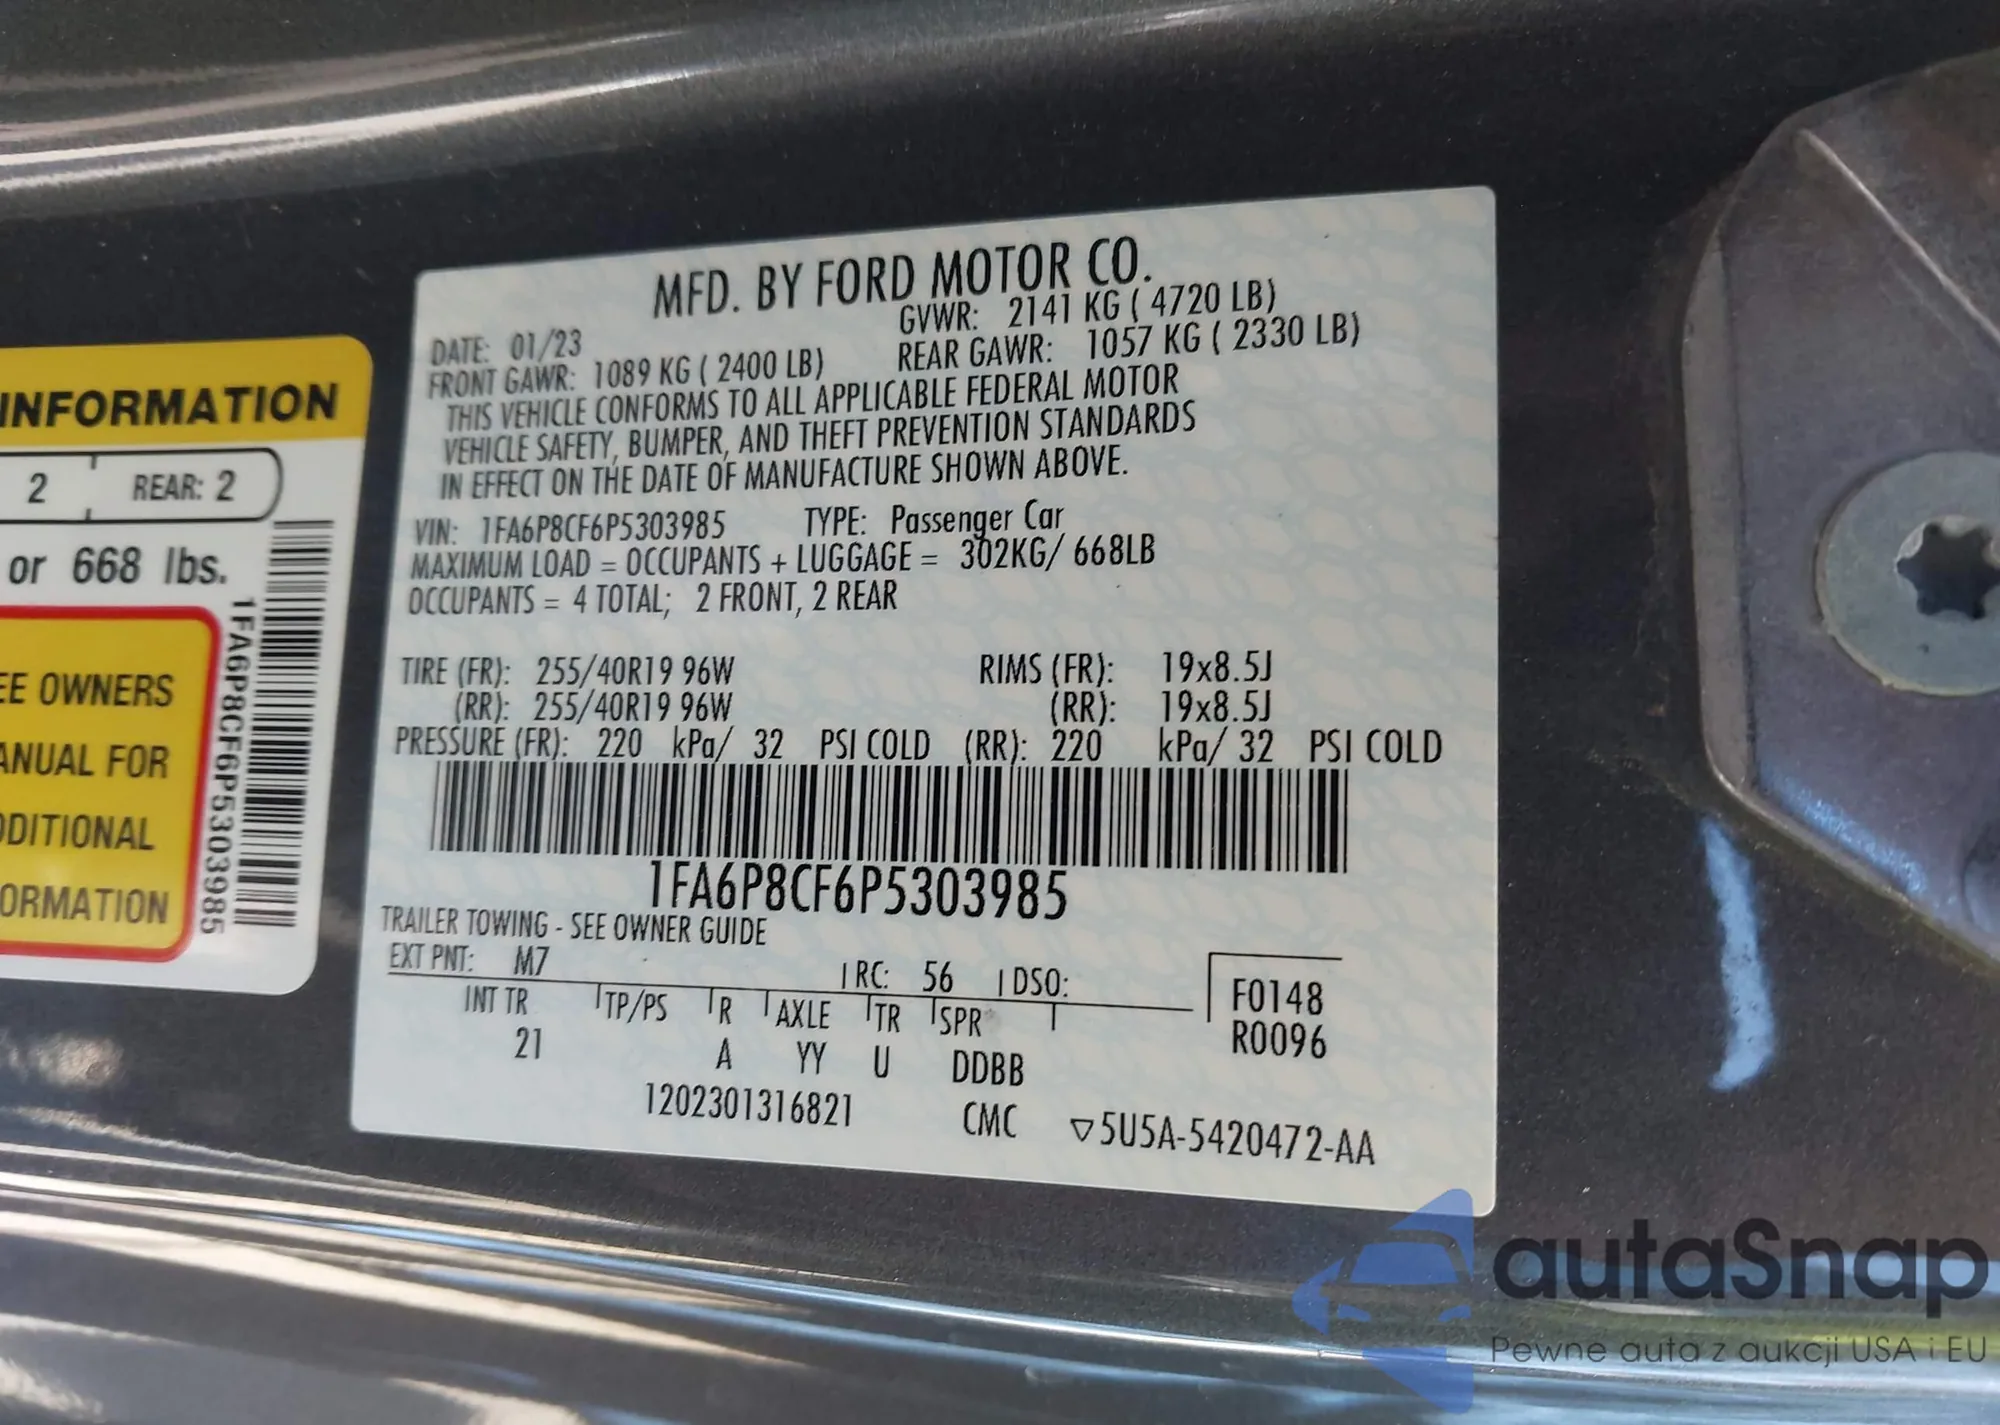 INFORMATION
2 REAR: 2
or 668 lbs.
OWNERS
FOR
1FA6P8CF6P5303985
MFD. BY FORD MOTOR CO.
DATE: 01/23 GVWR: 2141 KG ( 4720 LB)
FRONT GAWR: 1089 KG ( 2400 LB) REAR GAWR: 1057 KG ( 2330 LB)
THIS VEHICLE CONFORMS TO ALL APPLICABLE FEDERAL MOTOR
VEHICLE SAFETY, BUMPER, AND THEFT PREVENTION STANDARDS
IN EFFECT ON THE DATE OF MANUFACTURE SHOWN ABOVE.
VIN: 1FA6P8CF6P5303985 TYPE: Passenger Car
MAXIMUM LOAD = OCCUPANTS + LUGGAGE = 302KG/ 668LB
OCCUPANTS = 4 TOTAL; 2 FRONT, 2 REAR
TIRE (FR): 255/40R19 96W RIMS (FR): 19x8.5J
(RR): 255/40R19 96W (RR): 19x8.5J
PRESSURE (FR): 220 kPa/ 32 PSI COLD (RR): 220 kPa/ 32 PSI COLD
1FA6P8CF6P5303985
TRAILER TOWING - SEE OWNER GUIDE
EXT PNT: M7 RC: 56 DSO:
INT TR TP/PS R AXLE TR SPR
21 A YY U DDBB
F0148
R0096
1202301316821 CMC ▽5U5A-5420472-AA
autaSnap
Pewne auta z aukcji USA i EU